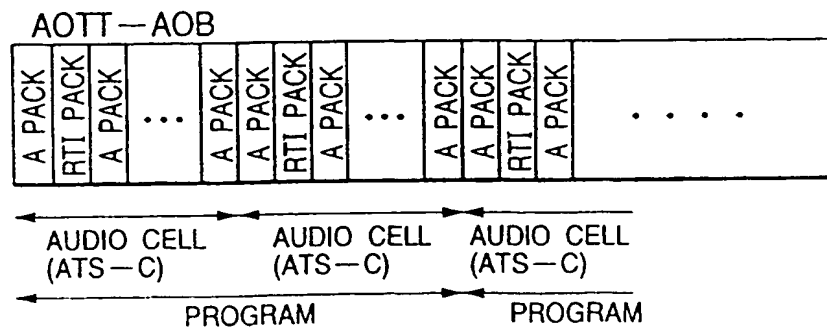 AOTT—AOB
A PACK
RTI PACK
A PACK
...
A PACK
A PACK
RTI PACK
A PACK
...
A PACK
A PACK
RTI PACK
A PACK
. . . .
AUDIO CELL
(ATS—C)
AUDIO CELL
(ATS—C)
AUDIO CELL
(ATS—C)
PROGRAM
PROGRAM